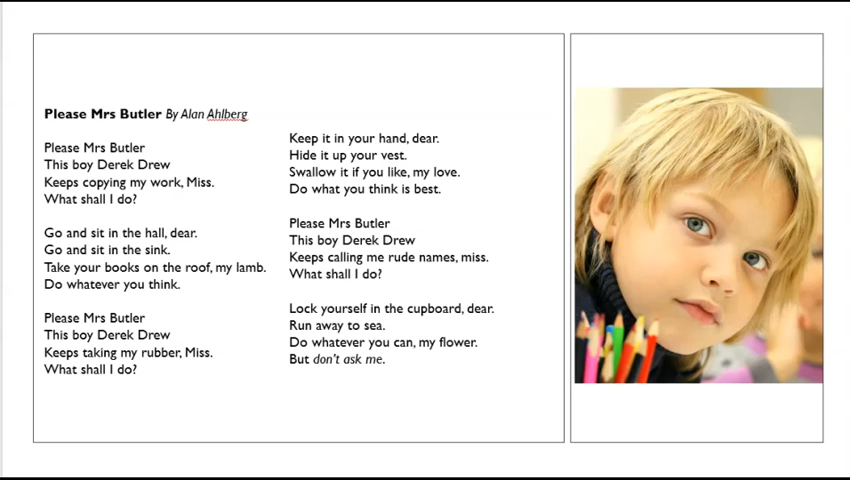 Please Mrs Butler By Alan Ahlberg
Please Mrs Butler
This boy Derek Drew
Keeps copying my work, Miss.
What shall I do?
Go and sit in the hall, dear.
Go and sit in the sink.
Take your books on the roof, my lamb.
Do whatever you think.
Please Mrs Butler
This boy Derek Drew
Keeps taking my rubber, Miss.
What shall I do?
Keep it in your hand, dear.
Hide it up your vest.
Swallow it if you like, my love.
Do what you think is best.
Please Mrs Butler
This boy Derek Drew
Keeps calling me rude names, miss.
What shall I do?
Lock yourself in the cupboard, dear.
Run away to sea.
Do whatever you can, my flower.
But don't ask me.